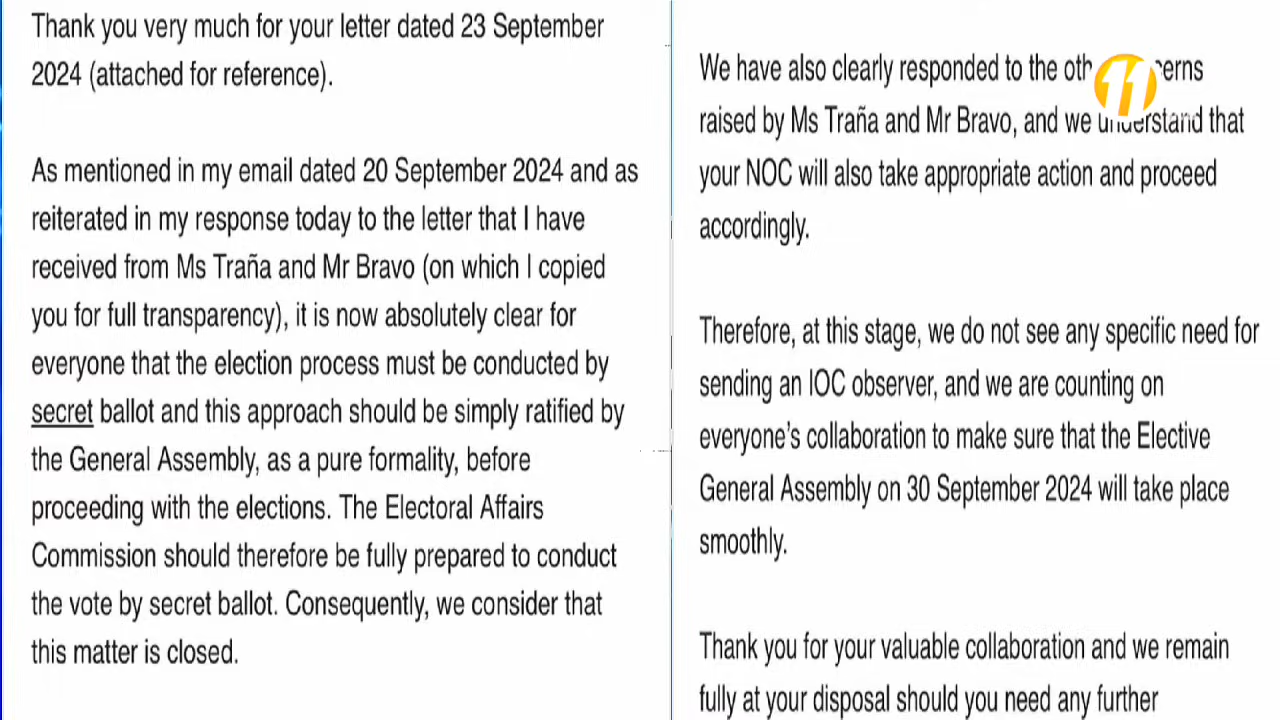 Thank you very much for your letter dated 23 September
2024 (attached for reference).
As mentioned in my email dated 20 September 2024 and as
reiterated in my response today to the letter that I have
received from Ms Traña and Mr Bravo (on which I copied
you for full transparency), it is now absolutely clear for
everyone that the election process must be conducted by
secret ballot and this approach should be simply ratified by
the General Assembly, as a pure formality, before
proceeding with the elections. The Electoral Affairs
Commission should therefore be fully prepared to conduct
the vote by secret ballot. Consequently, we consider that
this matter is closed.
We have also clearly responded to the
raised by Ms Traña and Mr Bravo, and we understand that
your NOC will also take appropriate action and proceed
accordingly.
Therefore, at this stage, we do not see any specific need for
sending an IOC observer, and we are counting on
everyone's collaboration to make sure that the Elective
General Assembly on 30 September 2024 will take place
smoothly.
Thank you for your valuable collaboration and we remain
fully at your disposal should you need any further
11